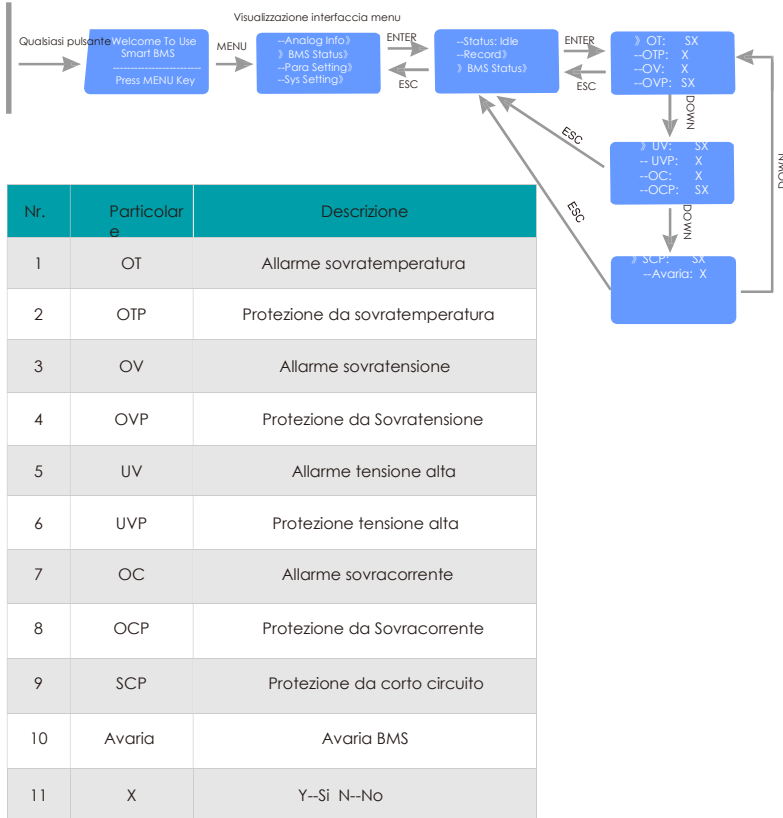 Visualizzazione interfaccia menu
Qualsiasi pulsante
Welcome To Use
Smart BMS
----------------------------
Press MENU Key
MENU
--Analog Info》
》BMS Status》
--Para Setting》
--Sys Setting》
ENTER
ESC
--Status: Idle
--Record》
》BMS Status》
ENTER
ESC
》OT: SX
--OTP: X
--OV: X
--OVP: SX
DOWN
DOWN
ESC
》UV: SX
-- UVP: X
--OC: X
--OCP: SX
DOWN
ESC
》SCP: SX
--Avaria: X
Nr. Particolar
e Descrizione
1 OT Allarme sovratemperatura
2 OTP Protezione da sovratemperatura
3 OV Allarme sovratensione
4 OVP Protezione da Sovratensione
5 UV Allarme tensione alta
6 UVP Protezione tensione alta
7 OC Allarme sovracorrente
8 OCP Protezione da Sovracorrente
9 SCP Protezione da corto circuito
10 Avaria Avaria BMS
11 X Y--Si N--No